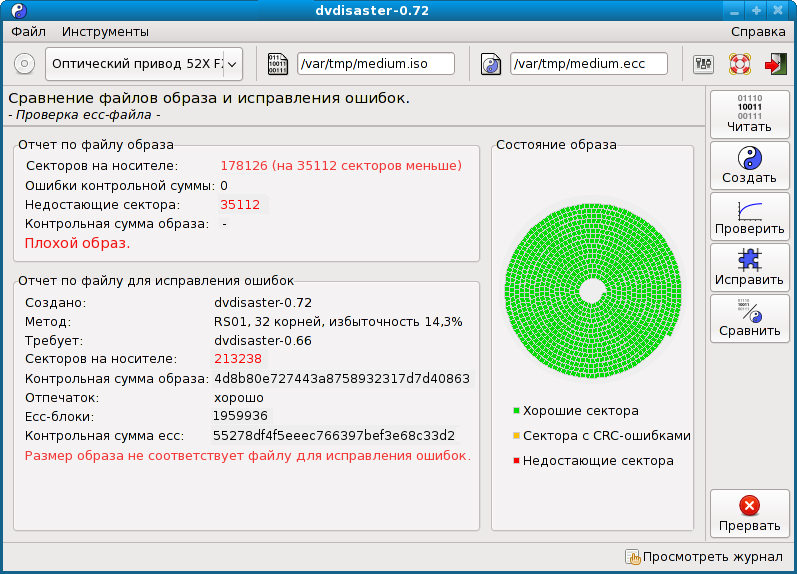 dvdisaster-0.72
Файл Инструменты Справка
Оптический привод 52X F /var/tmp/medium.iso /var/tmp/medium.ecc
Сравнение файлов образа и исправления ошибок.
- Проверка ecc-файла -
Отчет по файлу образа
Секторов на носителе: 178126 (на 35112 секторов меньше)
Ошибки контрольной суммы: 0
Недостающие сектора: 35112
Контрольная сумма образа: -
Плохой образ.
Отчет по файлу для исправления ошибок
Создано: dvdisaster-0.72
Метод: RS01, 32 корней, избыточность 14,3%
Требует: dvdisaster-0.66
Секторов на носителе: 213238
Контрольная сумма образа: 4d8b80e727443a8758932317d7d40863
Отпечаток: хорошо
Ecc-блоки: 1959936
Контрольная сумма ecc: 55278df4f5eeec766397bef3e68c33d2
Размер образа не соответствует файлу для исправления ошибок.
Состояние образа
Хорошие сектора
Сектора с CRC-ошибками
Недостающие сектора
01110
10011
00111
Читать
Создать
Проверить
Исправить
Сравнить
Прервать
Просмотреть журнал